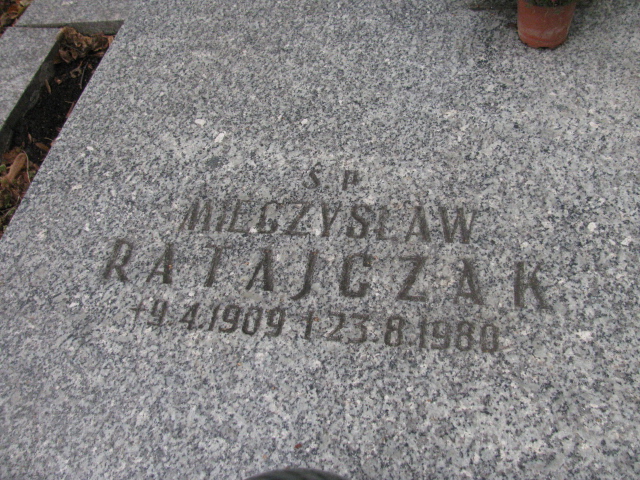 Ś P
MIECZYSŁAW
RATAJCZAK
+9.4.1909 †23.8.1980